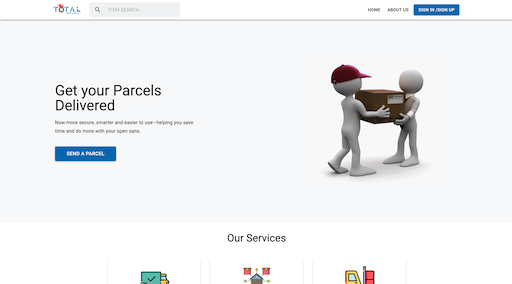 TOTAL
ITEM SEARCH ...
HOME
ABOUT US
SIGN IN /SIGN UP
Get your Parcels
Delivered
Now more secure, smarter and easier to use—helping you save
time and do more with your open sans.
SEND A PARCEL
Our Services